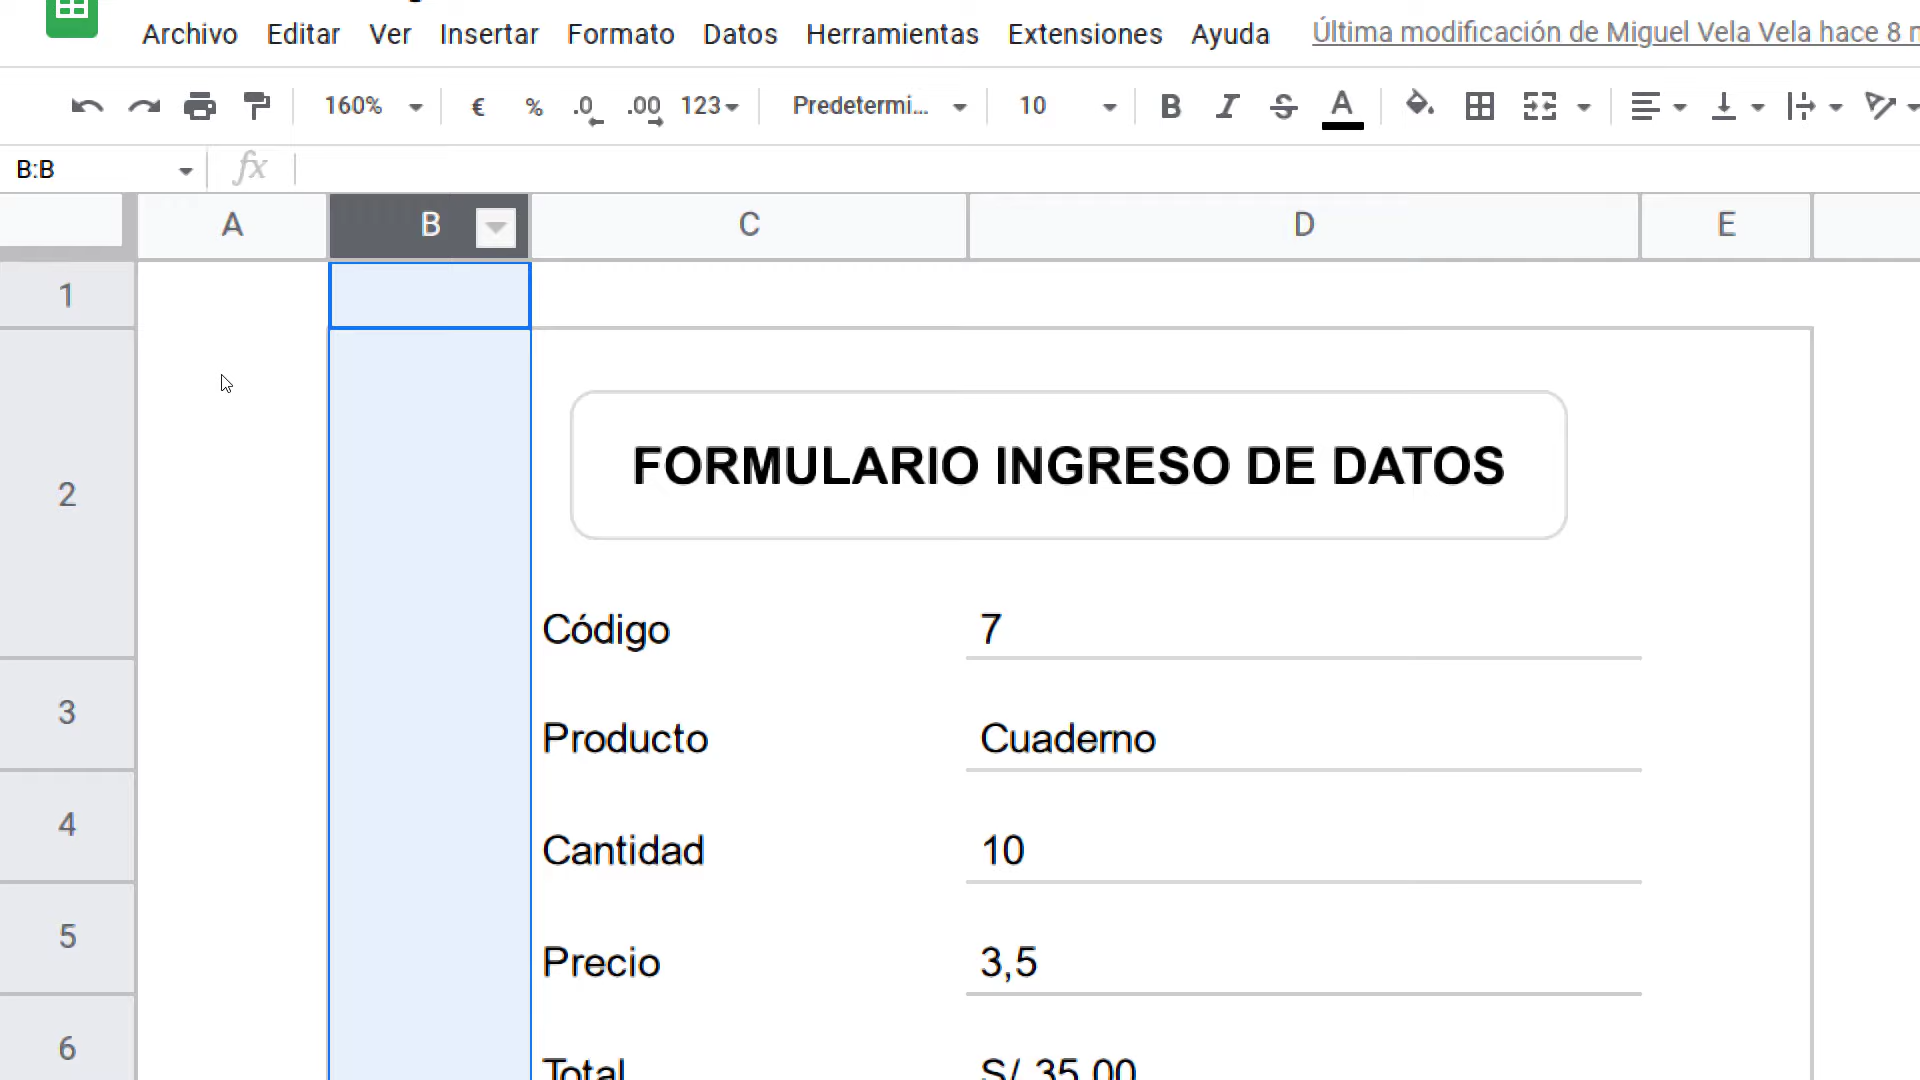 Archivo Editar Ver Insertar Formato Datos Herramientas Extensiones Ayuda Última modificación de Miguel Vela Vela hace 8
160% € % .0 .00 123 Predetermi... 10 B I S A
B:B fx
A B C D E
1
2
FORMULARIO INGRESO DE DATOS
Código 7
3 Producto Cuaderno
4 Cantidad 10
5 Precio 3,5
6 Total S/ 35,00